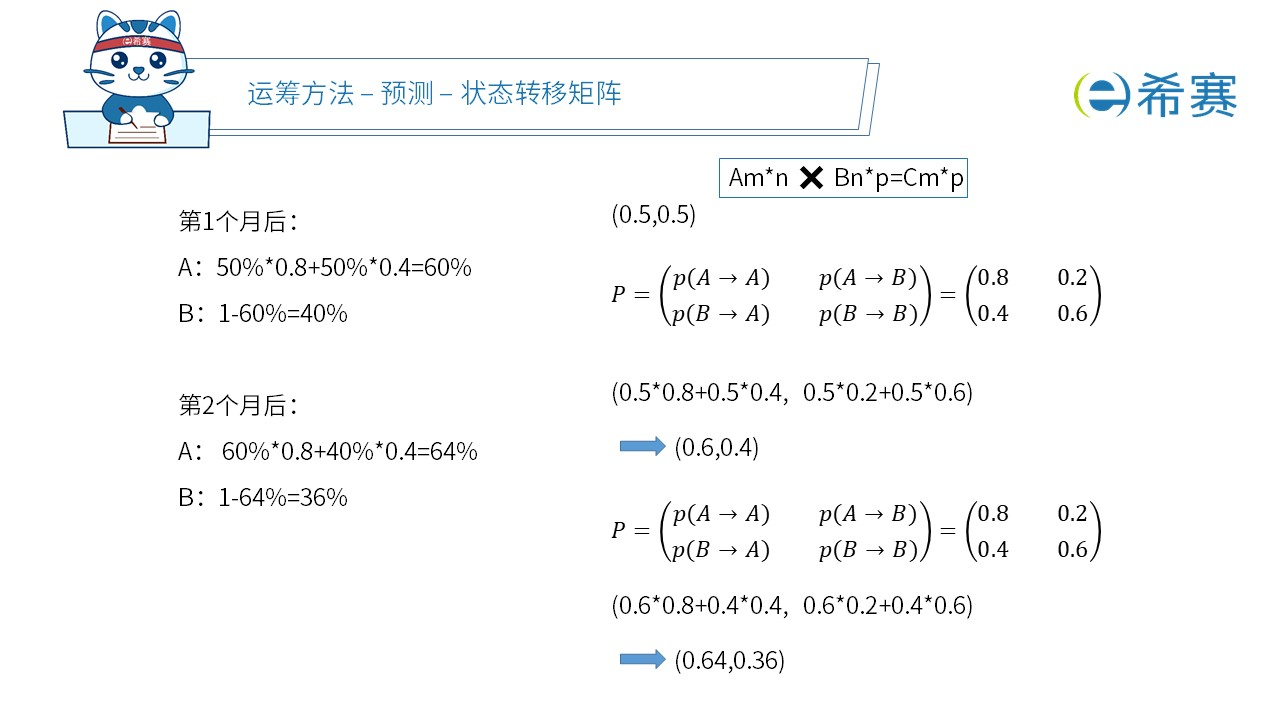 希赛
运筹方法 – 预测 – 状态转移矩阵
希赛
Am*n ✖ Bn*p=Cm*p
第1个月后：
A：50%*0.8+50%*0.4=60%
B：1-60%=40%
第2个月后：
A： 60%*0.8+40%*0.4=64%
B：1-64%=36%
(0.5,0.5)
P = (p(A → A) p(A → B) p(B → A) p(B → B)) = (0.8 0.2 0.4 0.6)
(0.5*0.8+0.5*0.4，0.5*0.2+0.5*0.6)
(0.6,0.4)
P = (p(A → A) p(A → B) p(B → A) p(B → B)) = (0.8 0.2 0.4 0.6)
(0.6*0.8+0.4*0.4，0.6*0.2+0.4*0.6)
(0.64,0.36)